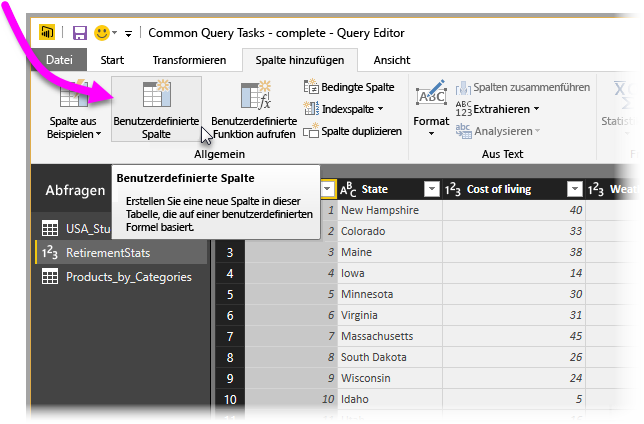 Common Query Tasks - complete - Query Editor
Datei Start Transformieren Spalte hinzufügen Ansicht
Spalte aus Beispielen
Benutzerdefinierte Spalte
Benutzerdefinierte Funktion aufrufen
Bedingte Spalte
Indexspalte
Spalte duplizieren
Allgemein
Format
Spalten zusammenführen
Extrahieren
Analysieren
Aus Text
Benutzerdefinierte Spalte
Erstellen Sie eine neue Spalte in dieser
Tabelle, die auf einer benutzerdefinierten
Formel basiert.
Abfragen
USA_Stu
RetirementStats
Products_by_Categories
State Cost of living
1 New Hampshire 40
2 Colorado 33
3 3 Maine 38
4 4 Iowa 14
5 5 Minnesota 30
6 6 Virginia 31
7 7 Massachusetts 45
8 8 South Dakota 26
9 9 Wisconsin 24
10 10 Idaho 5